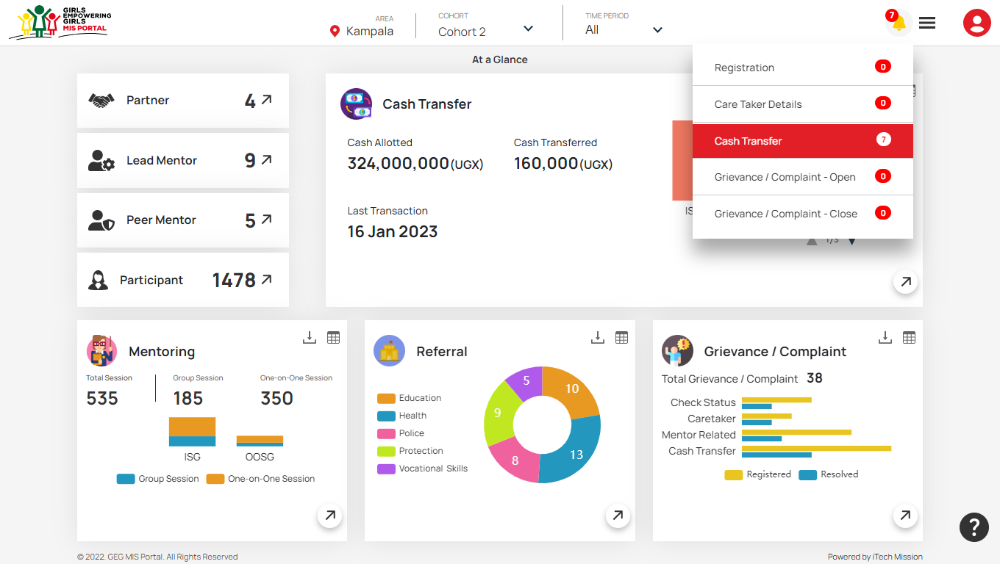 GIRLS
EMPOWERING
GIRLS
MIS PORTAL
AREA
Kampala
COHORT
Cohort 2
TIME PERIOD
All
7
At a Glance
Registration 0
Care Taker Details 0
Cash Transfer 7
Grievance / Complaint - Open 0
Grievance / Complaint - Close 0
Partner 4
Lead Mentor 9
Peer Mentor 5
Participant 1478
Cash Transfer
Cash Allotted
324,000,000(UGX)
Cash Transferred
160,000(UGX)
Last Transaction
16 Jan 2023
IS
1/3
Mentoring
Total Session
535
Group Session
185
One-on-One Session
350
ISG OOSG
Group Session One-on-One Session
Referral
Education
Health
Police
Protection
Vocational Skills
10
13
8
9
5
Grievance / Complaint
Total Grievance / Complaint 38
Check Status
Caretaker
Mentor Related
Cash Transfer
Registered Resolved
?
© 2022. GEG MIS Portal. All Rights Reserved
Powered by iTech Mission